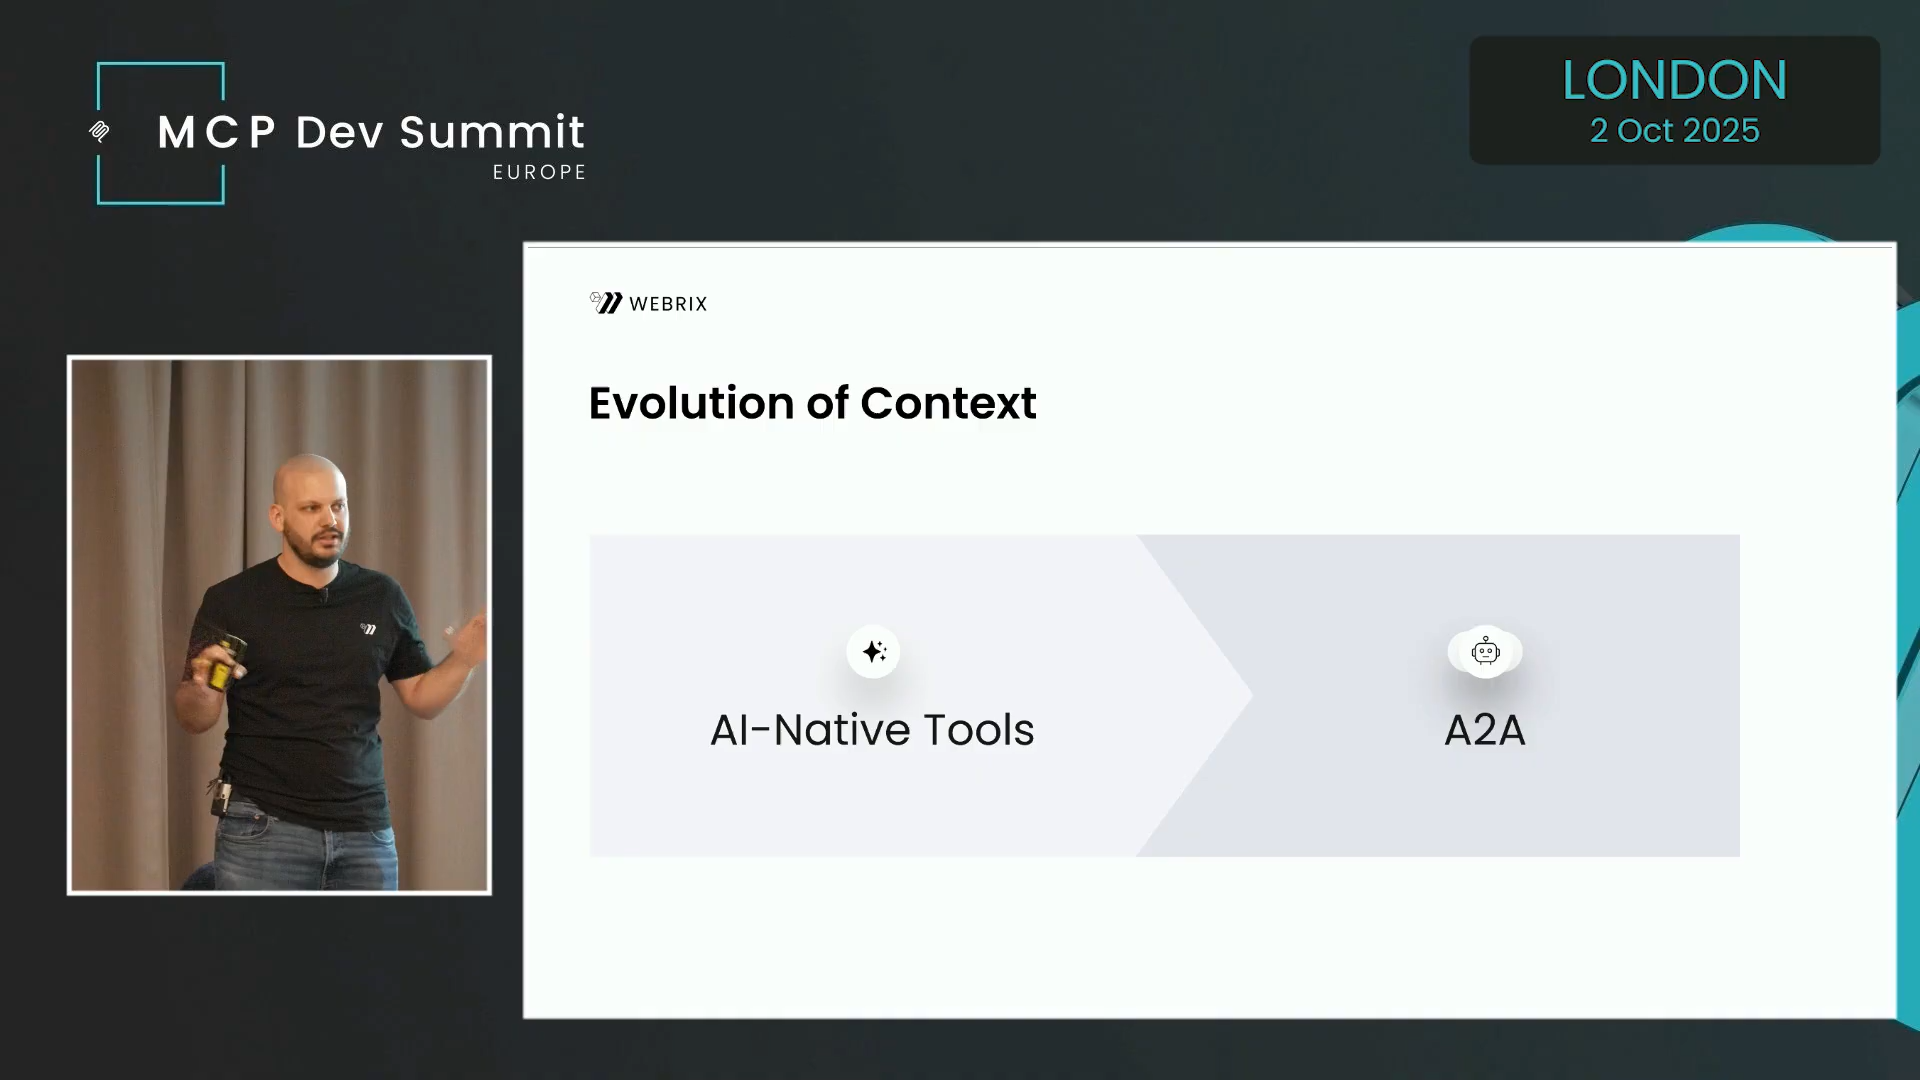 MCP Dev Summit
EUROPE
LONDON
2 Oct 2025
WEBRIX
Evolution of Context
AI-Native Tools
A2A